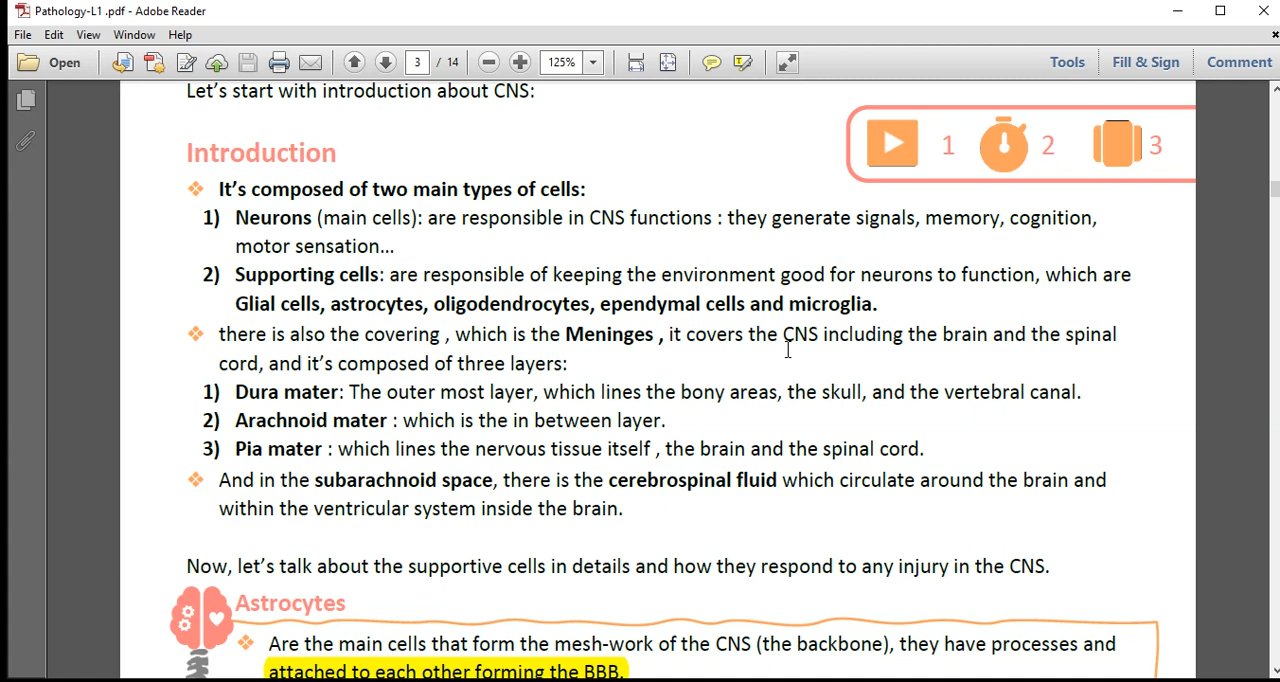 Pathology-L1 .pdf - Adobe Reader
File Edit View Window Help
Open 3 / 14 125% Tools Fill & Sign Comment
Let's start with introduction about CNS:
Introduction
1 2 3
It's composed of two main types of cells:
1) Neurons (main cells): are responsible in CNS functions : they generate signals, memory, cognition,
motor sensation...
2) Supporting cells: are responsible of keeping the environment good for neurons to function, which are
Glial cells, astrocytes, oligodendrocytes, ependymal cells and microglia.
there is also the covering , which is the Meninges , it covers the CNS including the brain and the spinal
cord, and it's composed of three layers:
1) Dura mater: The outer most layer, which lines the bony areas, the skull, and the vertebral canal.
2) Arachnoid mater : which is the in between layer.
3) Pia mater : which lines the nervous tissue itself , the brain and the spinal cord.
And in the subarachnoid space, there is the cerebrospinal fluid which circulate around the brain and
within the ventricular system inside the brain.
Now, let's talk about the supportive cells in details and how they respond to any injury in the CNS.
Astrocytes
Are the main cells that form the mesh-work of the CNS (the backbone), they have processes and
attached to each other forming the BBB.